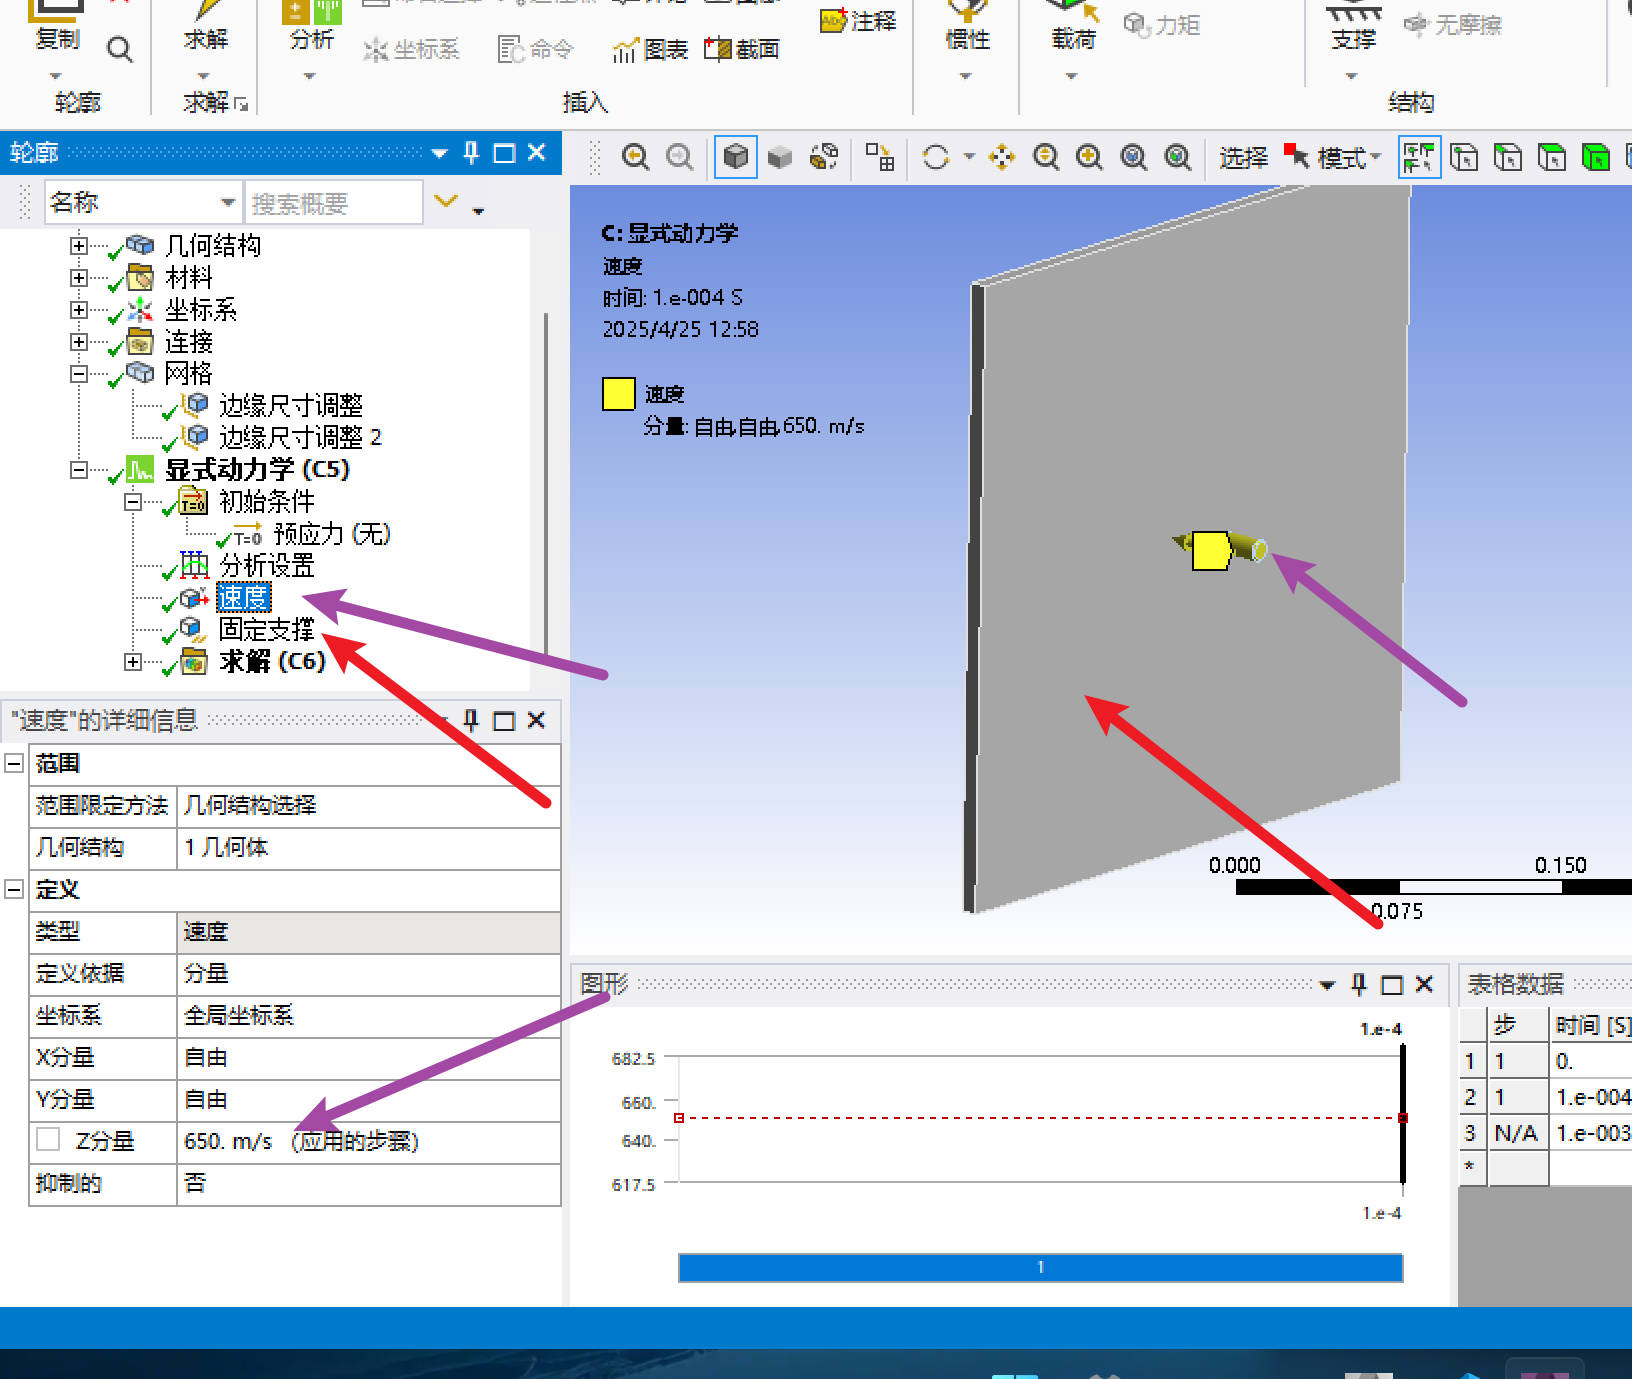 复制
求解
分析
坐标系
命令
图表
截面
注释
惯性
载荷
力矩
支撑
无摩擦
轮廓
求解
插入
结构
轮廓
名称
搜索概要
选择
模式
几何结构
材料
坐标系
连接
网格
边缘尺寸调整
边缘尺寸调整 2
显式动力学 (C5)
T=0 初始条件
T=0 预应力 (无)
分析设置
速度
固定支撑
求解 (C6)
C: 显式动力学
速度
时间: 1.e-004 S
2025/4/25 12:58
速度
分量: 自由,自由,650. m/s
0.000
0.150
0.075
"速度"的详细信息
范围
范围限定方法 几何结构选择
几何结构 1 几何体
定义
类型 速度
定义依据 分量
坐标系 全局坐标系
X分量 自由
Y分量 自由
Z分量 650. m/s (应用的步骤)
抑制的 否
图形
1.e-4
682.5
660.
640.
617.5
1.e-4
1
表格数据
步 时间 [S]
1 1 0.
2 1 1.e-004
3 N/A 1.e-003
*